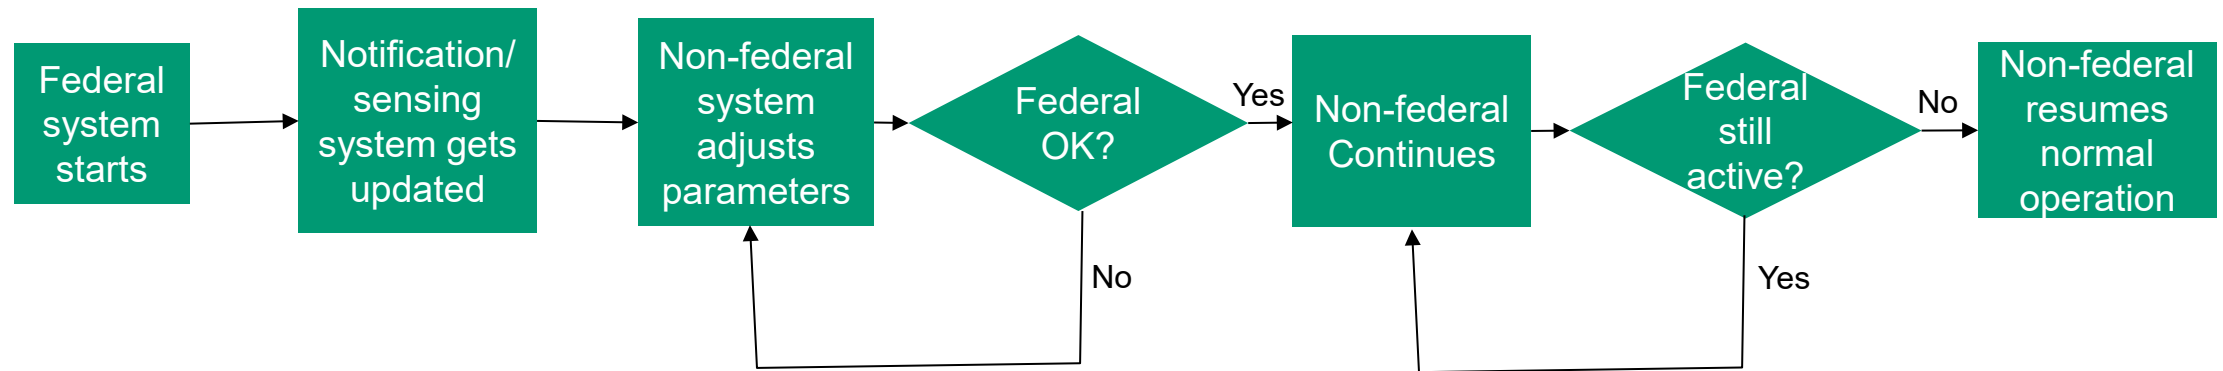 Federal
system
starts
Notification/
sensing
system gets
updated
Non-federal
system
adjusts
parameters
Federal
OK?
Yes
No
Non-federal
Continues
Federal
still
active?
No
Yes
Non-federal
resumes
normal
operation